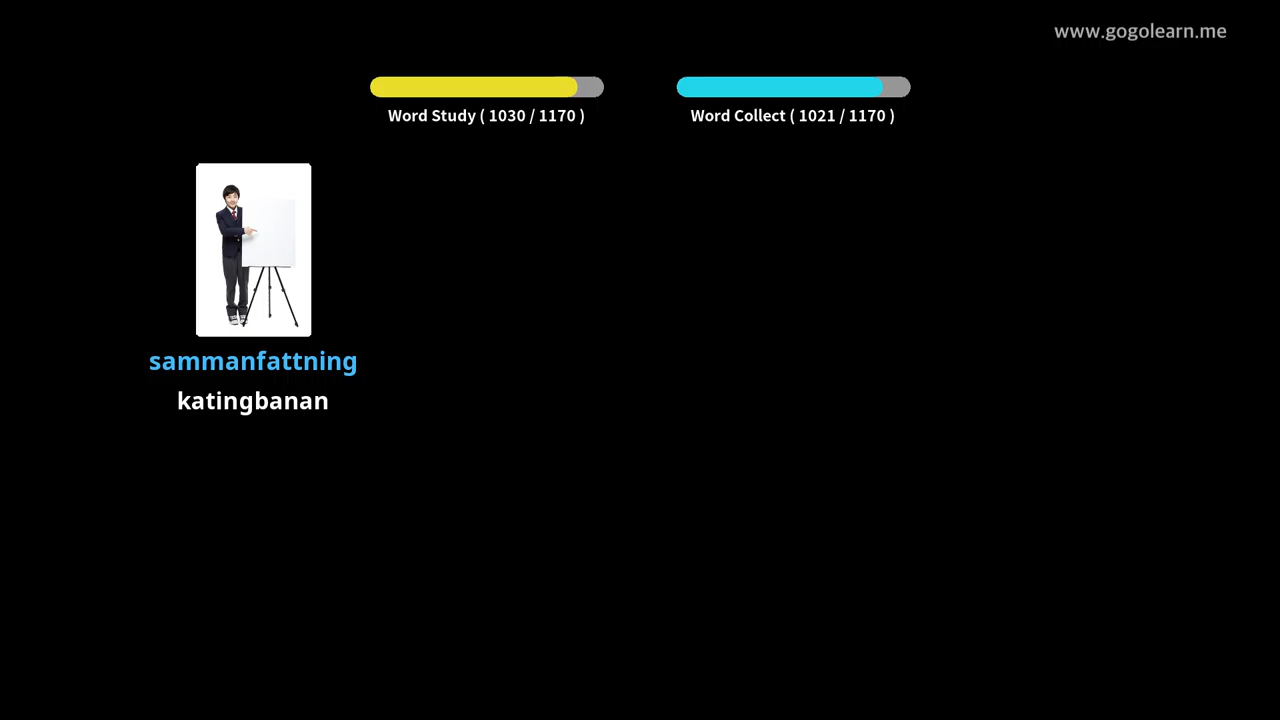 www.gogolearn.me
Word Study ( 1030 / 1170 )
Word Collect ( 1021 / 1170 )
sammanfattning
katingbanan